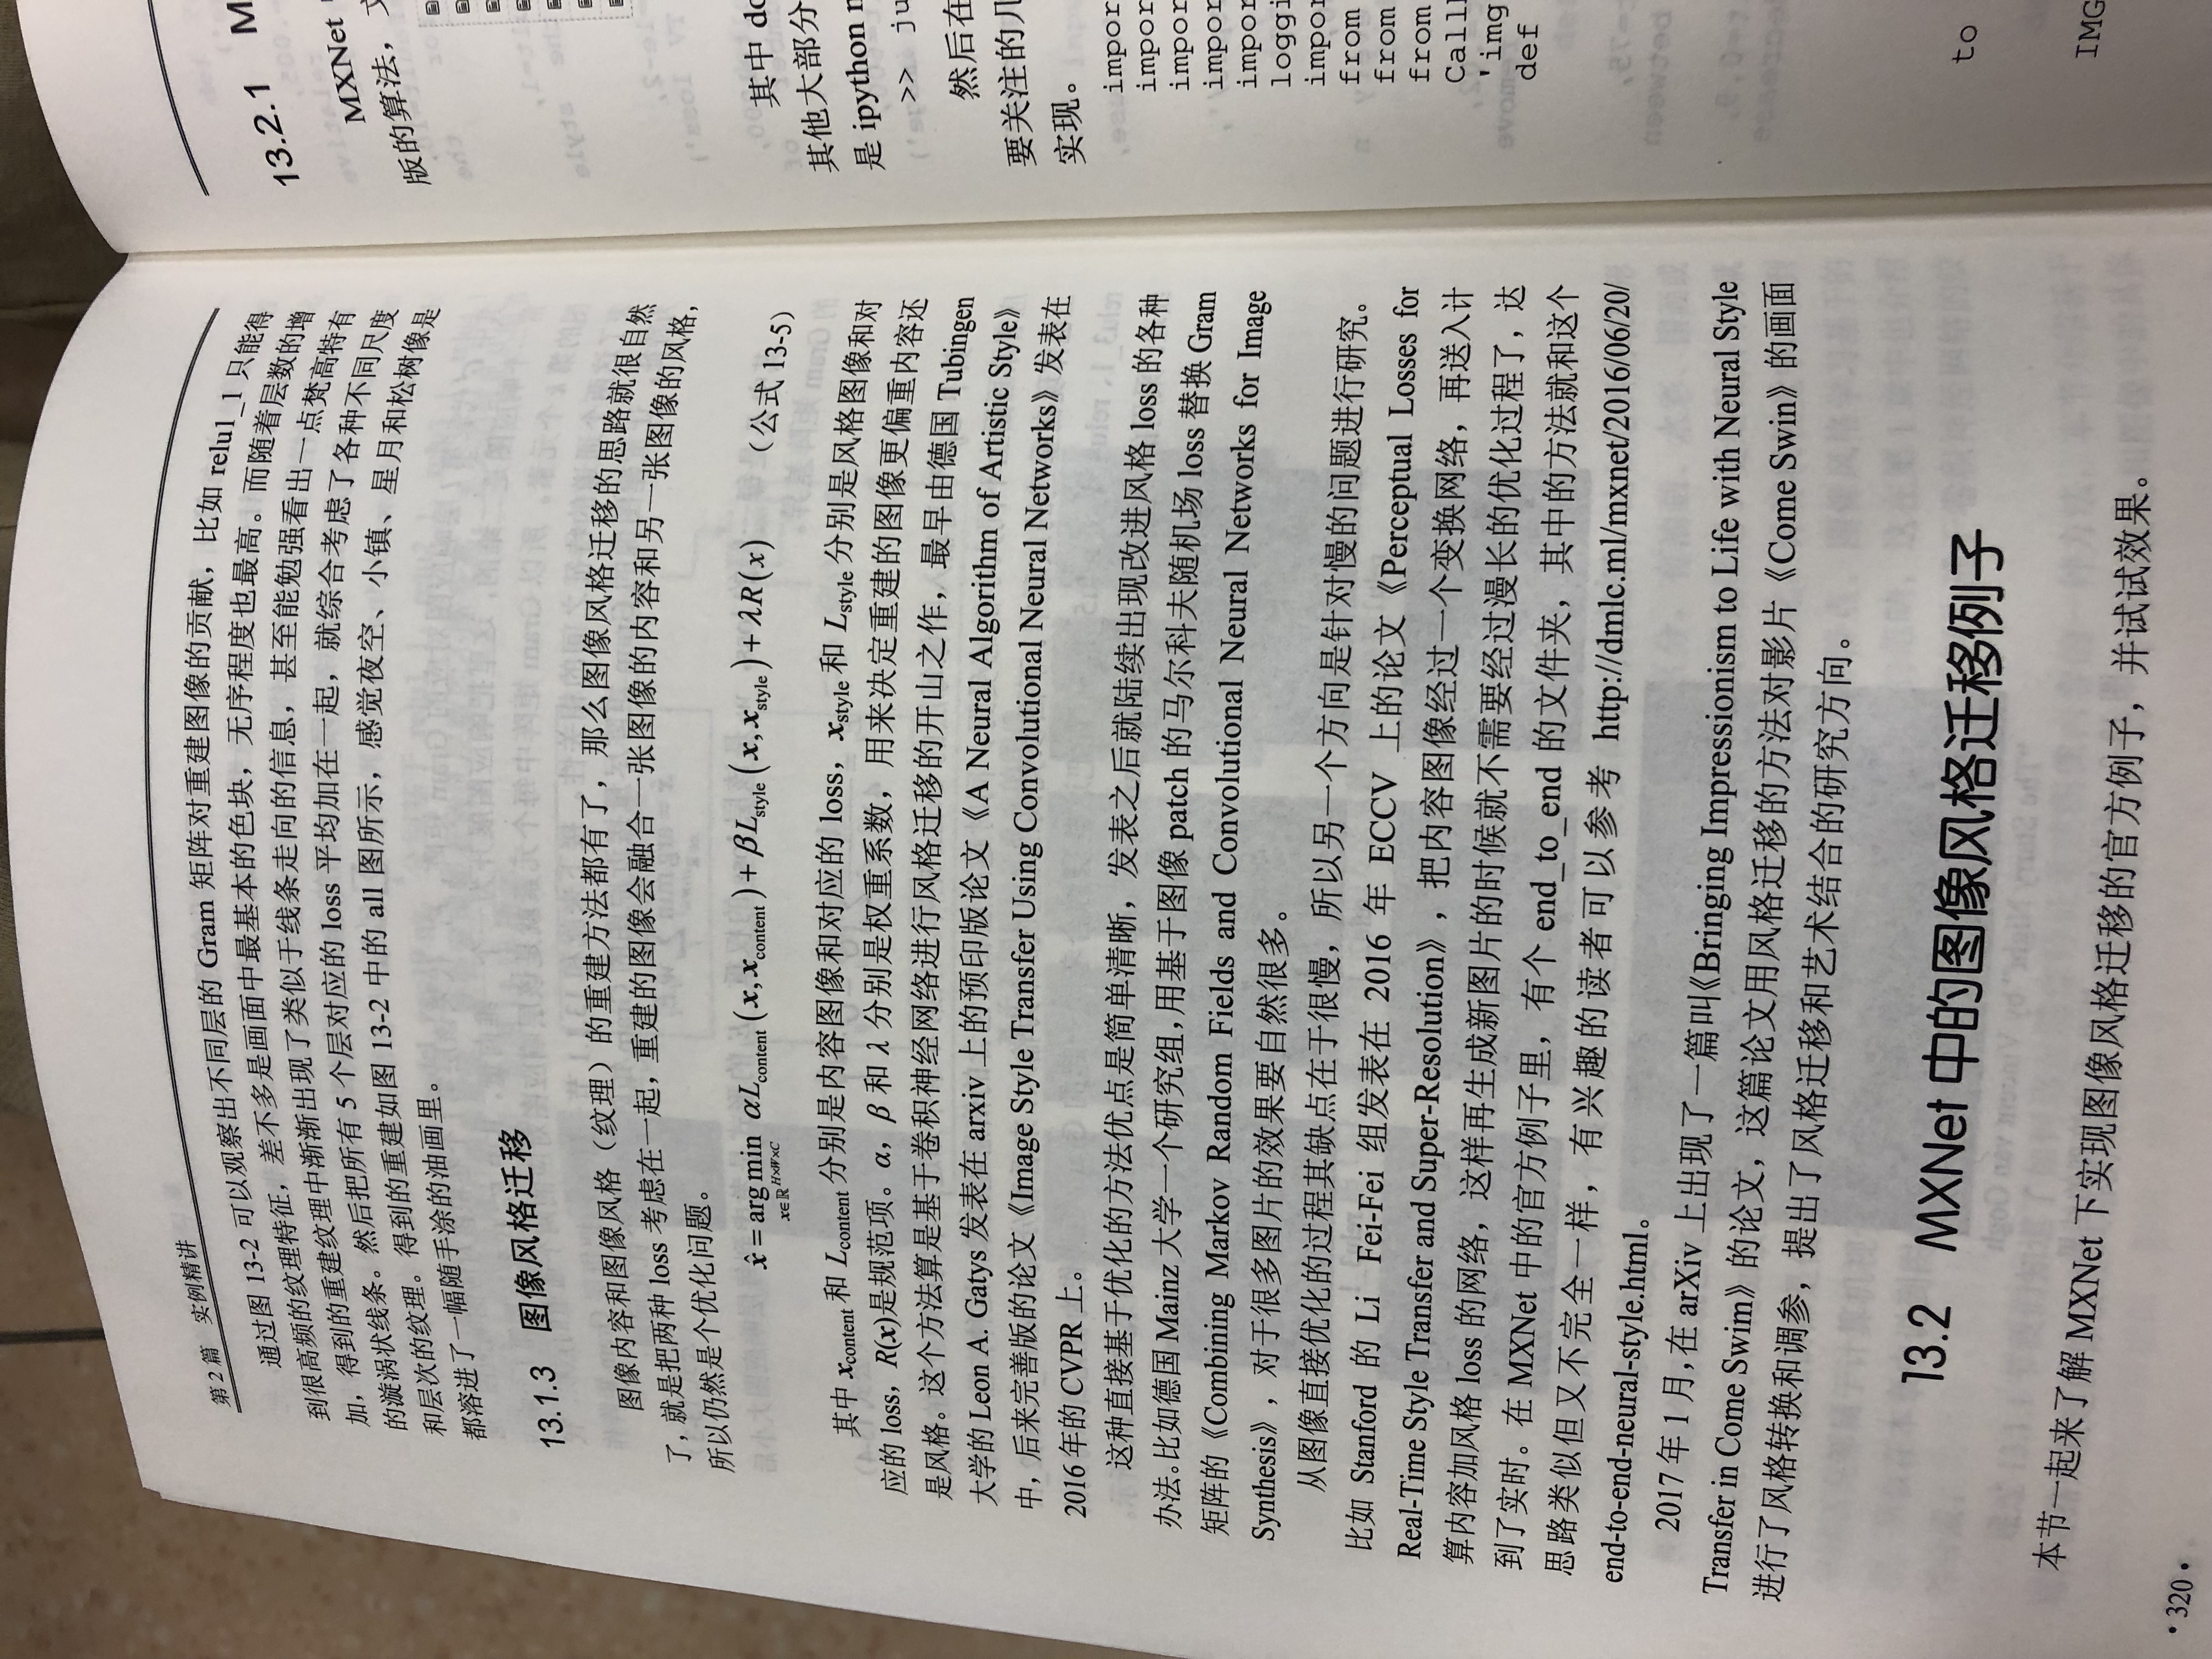 第2篇 实例精讲
通过图 13-2 可以观察出不同层的 Gram 矩阵对重建图像的贡献，比如 relu1_1 只能得
到很高频的纹理特征，差不多是画面中最基本的色块，无序程度也最高。而随着层数的增
加，得到的重建纹理中渐渐出现了类似于线条走向的信息，甚至能勉强看出一点梵高特有
的漩涡状线条。然后把所有 5 个层对应的 loss 平均加在一起，就综合考虑了各种不同尺度
和层次的纹理。得到的重建如图 13-2 中的 all 图所示，感觉夜空、小镇、星月和松树像是
都溶进了一幅随手涂的油画里。
13.1.3 图像风格迁移
图像内容和图像风格（纹理）的重建方法都有了，那么图像风格迁移的思路就很自然
了，就是把两种 loss 考虑在一起，重建的图像会融合一张图像的内容和另一张图像的风格，
所以仍然是个优化问题。
x̂ = arg min x∈ℝ^{H×W×C} αL_content (x, x_content) + βL_style (x, x_style) + λR(x) （公式 13-5）
其中 x_content 和 L_content 分别是内容图像和对应的 loss，x_style 和 L_style 分别是风格图像和对
应的 loss，R(x)是规范项。α，β 和 λ 分别是权重系数，用来决定重建的图像更偏重内容还
是风格。这个方法算是基于卷积神经网络进行风格迁移的开山之作，最早由德国 Tubingen
大学的 Leon A. Gatys 发表在 arxiv 上的预印版论文《A Neural Algorithm of Artistic Style》
中，后来完善版的论文《Image Style Transfer Using Convolutional Neural Networks》发表在
2016 年的 CVPR 上。
这种直接基于优化的方法优点是简单清晰，发表之后就陆续出现改进风格 loss 的各种
办法。比如德国 Mainz 大学一个研究组，用基于图像 patch 的马尔科夫随机场 loss 替换 Gram
矩阵的《Combining Markov Random Fields and Convolutional Neural Networks for Image
Synthesis》，对于很多图片的效果要自然很多。
从图像直接优化的过程其缺点在于很慢，所以另一个方向是针对慢的问题进行研究。
比如 Stanford 的 Li Fei-Fei 组发表在 2016 年 ECCV 上的论文《Perceptual Losses for
Real-Time Style Transfer and Super-Resolution》，把内容图像经过一个变换网络，再送入计
算内容加风格 loss 的网络，这样再生成新图片的时候就不需要经过漫长的优化过程了，达
到了实时。在 MXNet 中的官方例子里，有个 end_to_end 的文件夹，其中的方法就和这个
思路类似但又不完全一样，有兴趣的读者可以参考 http://dmlc.ml/mxnet/2016/06/20/
end-to-end-neural-style.html。
2017 年 1 月，在 arXiv 上出现了一篇叫《Bringing Impressionism to Life with Neural Style
Transfer in Come Swim》的论文，这篇论文用风格迁移的方法对影片《Come Swin》的画面
进行了风格转换和调参，提出了风格迁移和艺术结合的研究方向。
13.2 MXNet 中的图像风格迁移例子
本节一起来了解 MXNet 下实现图像风格迁移的官方例子，并试试效果。
·320·
13.2.1 M
MXNet
版的算法，
其中 do
其他大部分
是 ipython n
>> ju
然后在
要关注的几
实现。
impor
impor
impor
impor
impor
loggi
impor
from
from
from
Call
'img
def
to
IMG